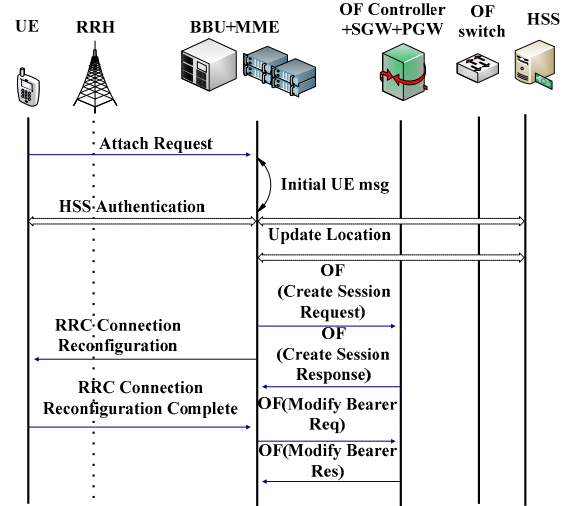 UE
RRH
BBU+MME
OF Controller
+SGW+PGW
OF
switch
HSS
Attach Request
Initial UE msg
HSS Authentication
Update Location
OF
(Create Session
Request)
RRC Connection
Reconfiguration
OF
(Create Session
Response)
RRC Connection
Reconfiguration Complete
OF(Modify Bearer
Req)
OF(Modify Bearer
Res)